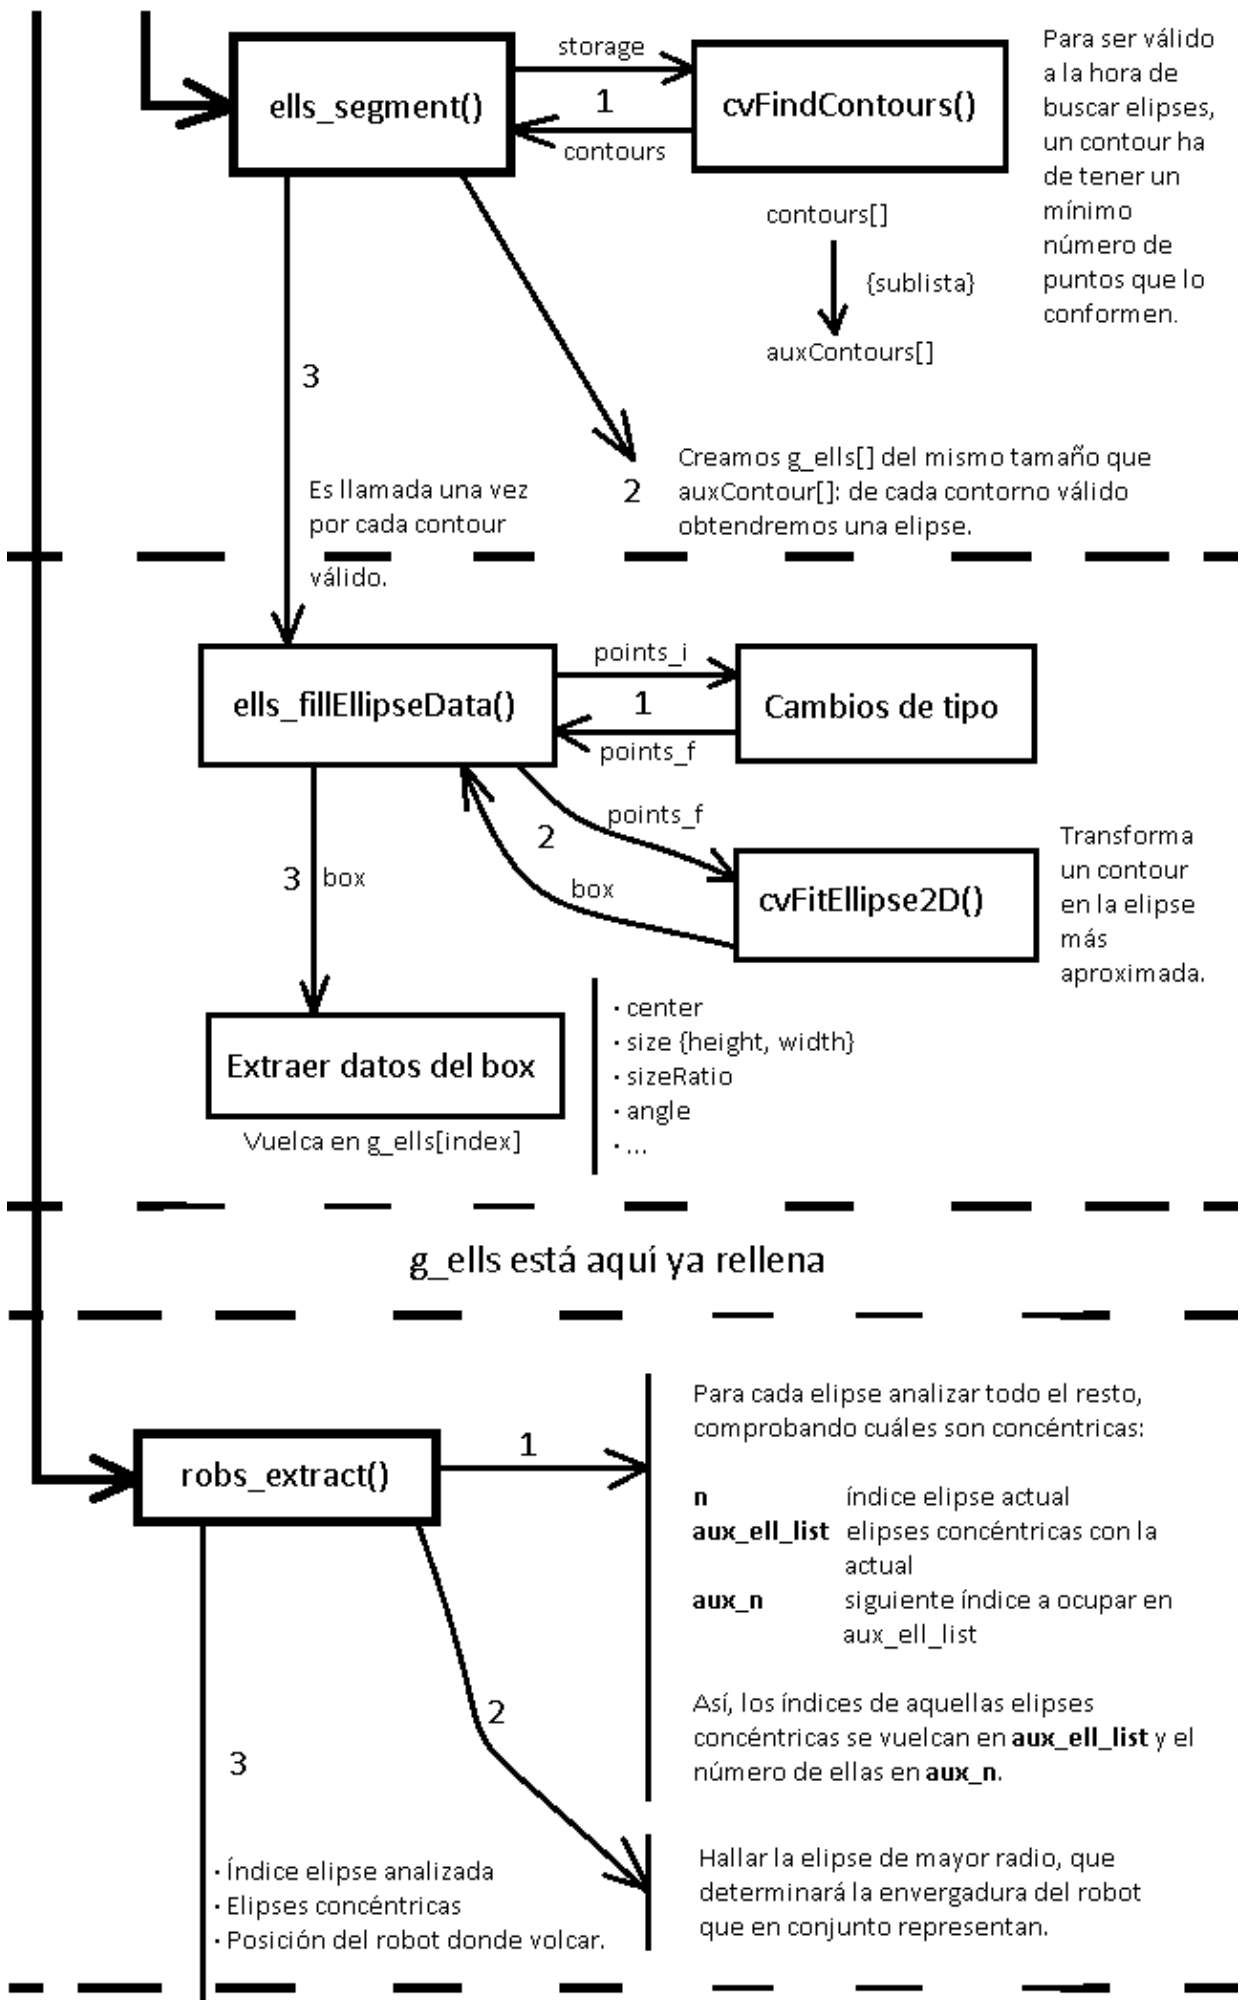 storage
ells_segment()
1
cvFindContours()
contours
Para ser válido
a la hora de
buscar elipses,
un contour ha
de tener un
mínimo
número de
puntos que lo
conformen.
contours[]
{sublista}
auxContours[]
3
2
Creamos g_ells[] del mismo tamaño que
auxContour[]: de cada contorno válido
obtendremos una elipse.
Es llamada una vez
por cada contour
válido.
points_i
ells_fillEllipseData()
1
Cambios de tipo
points_f
points_f
2
box
cvFitEllipse2D()
Transforma
un contour
en la elipse
más
aproximada.
3 box
Extraer datos del box
Vuelca en g_ells[index]
· center
· size {height, width}
· sizeRatio
· angle
· ...
g_ells está aquí ya rellena
robs_extract()
1
Para cada elipse analizar todo el resto,
comprobando cuáles son concéntricas:
n índice elipse actual
aux_ell_list elipses concéntricas con la
actual
aux_n siguiente índice a ocupar en
aux_ell_list
Así, los índices de aquellas elipses
concéntricas se vuelcan en aux_ell_list y el
número de ellas en aux_n.
2
3
Hallar la elipse de mayor radio, que
determinará la envergadura del robot
que en conjunto representan.
· Índice elipse analizada
· Elipses concéntricas
· Posición del robot donde volcar.